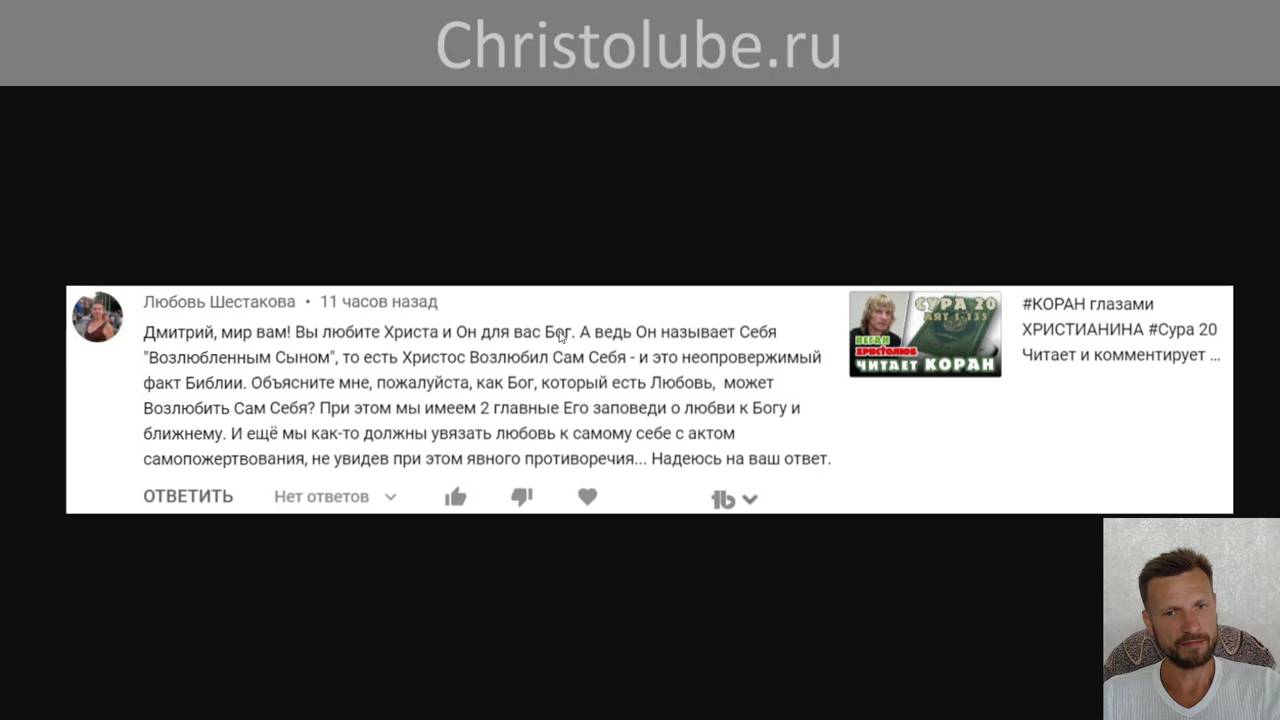 Christolube.ru
Любовь Шестакова • 11 часов назад
Дмитрий, мир вам! Вы любите Христа и Он для вас Бог. А ведь Он называет Себя
"Возлюбленным Сыном", то есть Христос Возлюбил Сам Себя - и это неопровержимый
факт Библии. Объясните мне, пожалуйста, как Бог, который есть Любовь, может
Возлюбить Сам Себя? При этом мы имеем 2 главные Его заповеди о любви к Богу и
ближнему. И ещё мы как-то должны увязать любовь к самому себе с актом
самопожертвования, не увидев при этом явного противоречия... Надеюсь на ваш ответ.
ОТВЕТИТЬ Нет ответов
СУРА 20
АЯТ 1-135
ВЕГАН
ХРИСТОЛЮБ
ЧИТАЕТ КОРАН
#КОРАН глазами
ХРИСТИАНИНА #Сура 20
Читает и комментирует ...